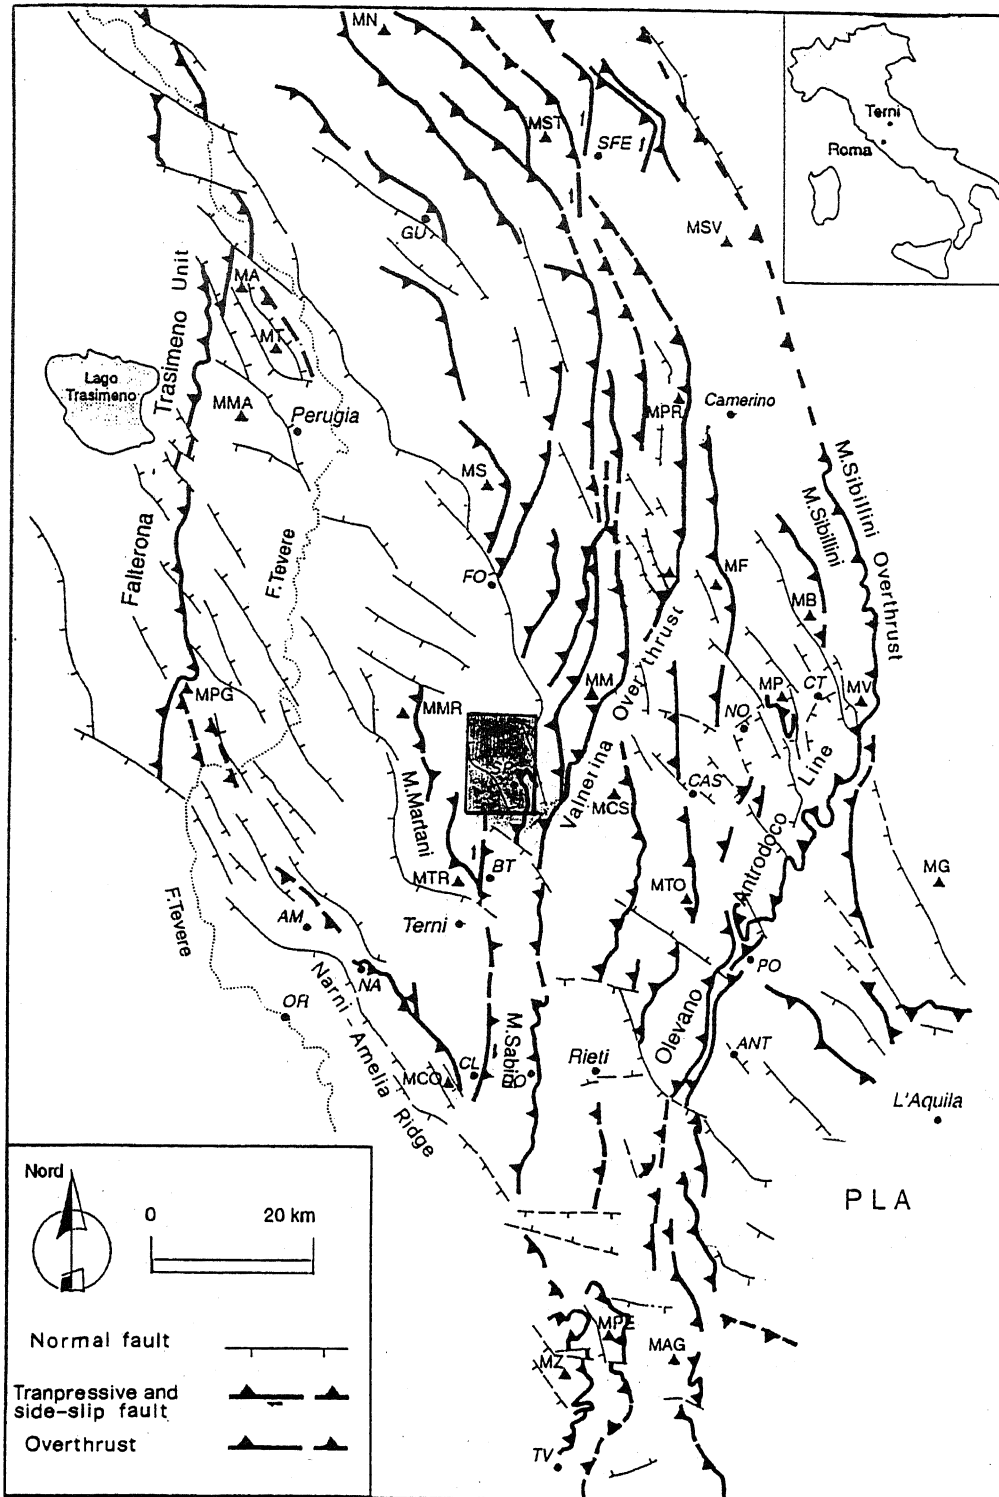 MN
MST
SFE
Terni
Roma
GU
MSV
Trasimeno Unit
MA
MT
Lago
Trasimeno
MMA
Perugia
MPR
Camerino
MS
M.Sibillini Overthrust
M.Sibillini
Falterona
F.Tevere
FO
MF
MB
MPG
MMR
MM
MP
CT
MV
NO
Valnerina Overthrust
M.Martani
SP
MCS
CAS
Line
MTR
BT
MTO
Antrodoco
MG
AM
Terni
F.Tevere
NA
PO
OR
Narni-Amelia Ridge
M.Sabini
Olevano
MCO
CL
Rieti
ANT
L'Aquila
PLA
Nord
0 20 km
Normal fault
Tranpressive and
side-slip fault
Overthrust
MPE
MZ
MAG
TV